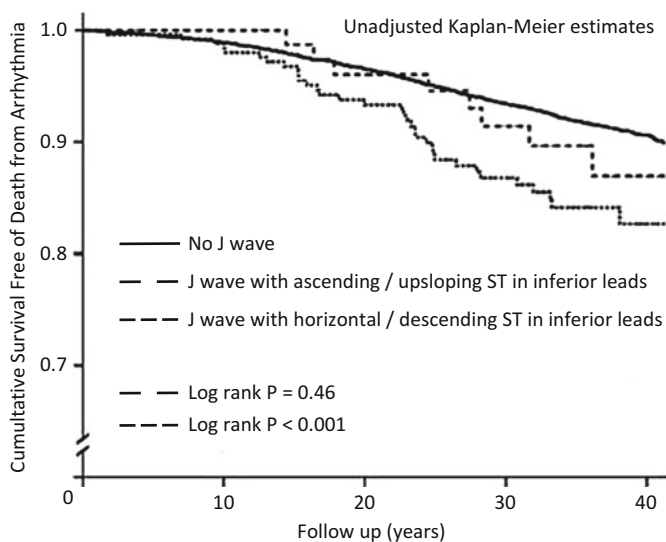 Unadjusted Kaplan-Meier estimates
Cumultative Survival Free of Death from Arrhythmia
1.0
0.9
0.8
0.7
No J wave
J wave with ascending / upsloping ST in inferior leads
J wave with horizontal / descending ST in inferior leads
Log rank P = 0.46
Log rank P < 0.001
0 10 20 30 40
Follow up (years)